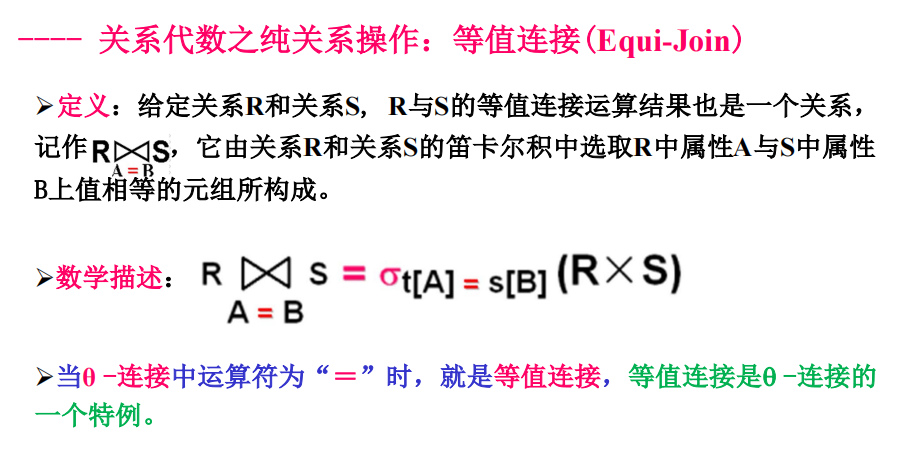 ---- 关系代数之纯关系操作：等值连接(Equi-Join)
➢定义：给定关系R和关系S, R与S的等值连接运算结果也是一个关系，
记作R⋈S，它由关系R和关系S的笛卡尔积中选取R中属性A与S中属性
A = B
B上值相等的元组所构成。
➢数学描述： R ⋈ S = σt[A] = s[B] (R×S)
A = B
➢当θ-连接中运算符为“＝”时，就是等值连接，等值连接是θ-连接的
一个特例。